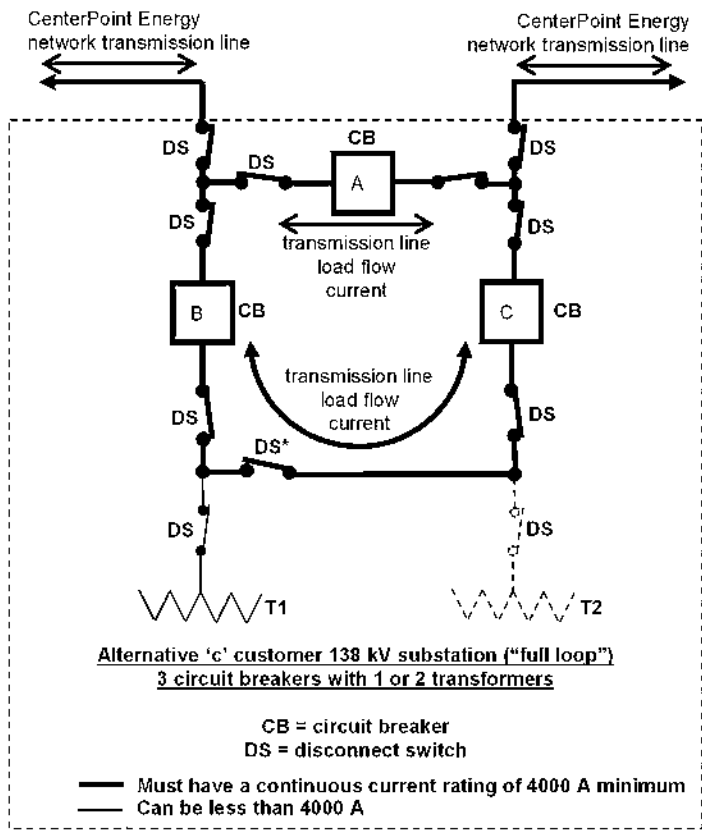 CenterPoint Energy
network transmission line
CenterPoint Energy
network transmission line
DS
DS
CB
A
DS
DS
transmission line
load flow
current
DS
B
CB
C
CB
transmission line
load flow
current
DS
DS*
DS
DS
DS
T1
T2
Alternative ‘c’ customer 138 kV substation (“full loop”)
3 circuit breakers with 1 or 2 transformers
CB = circuit breaker
DS = disconnect switch
Must have a continuous current rating of 4000 A minimum
Can be less than 4000 A